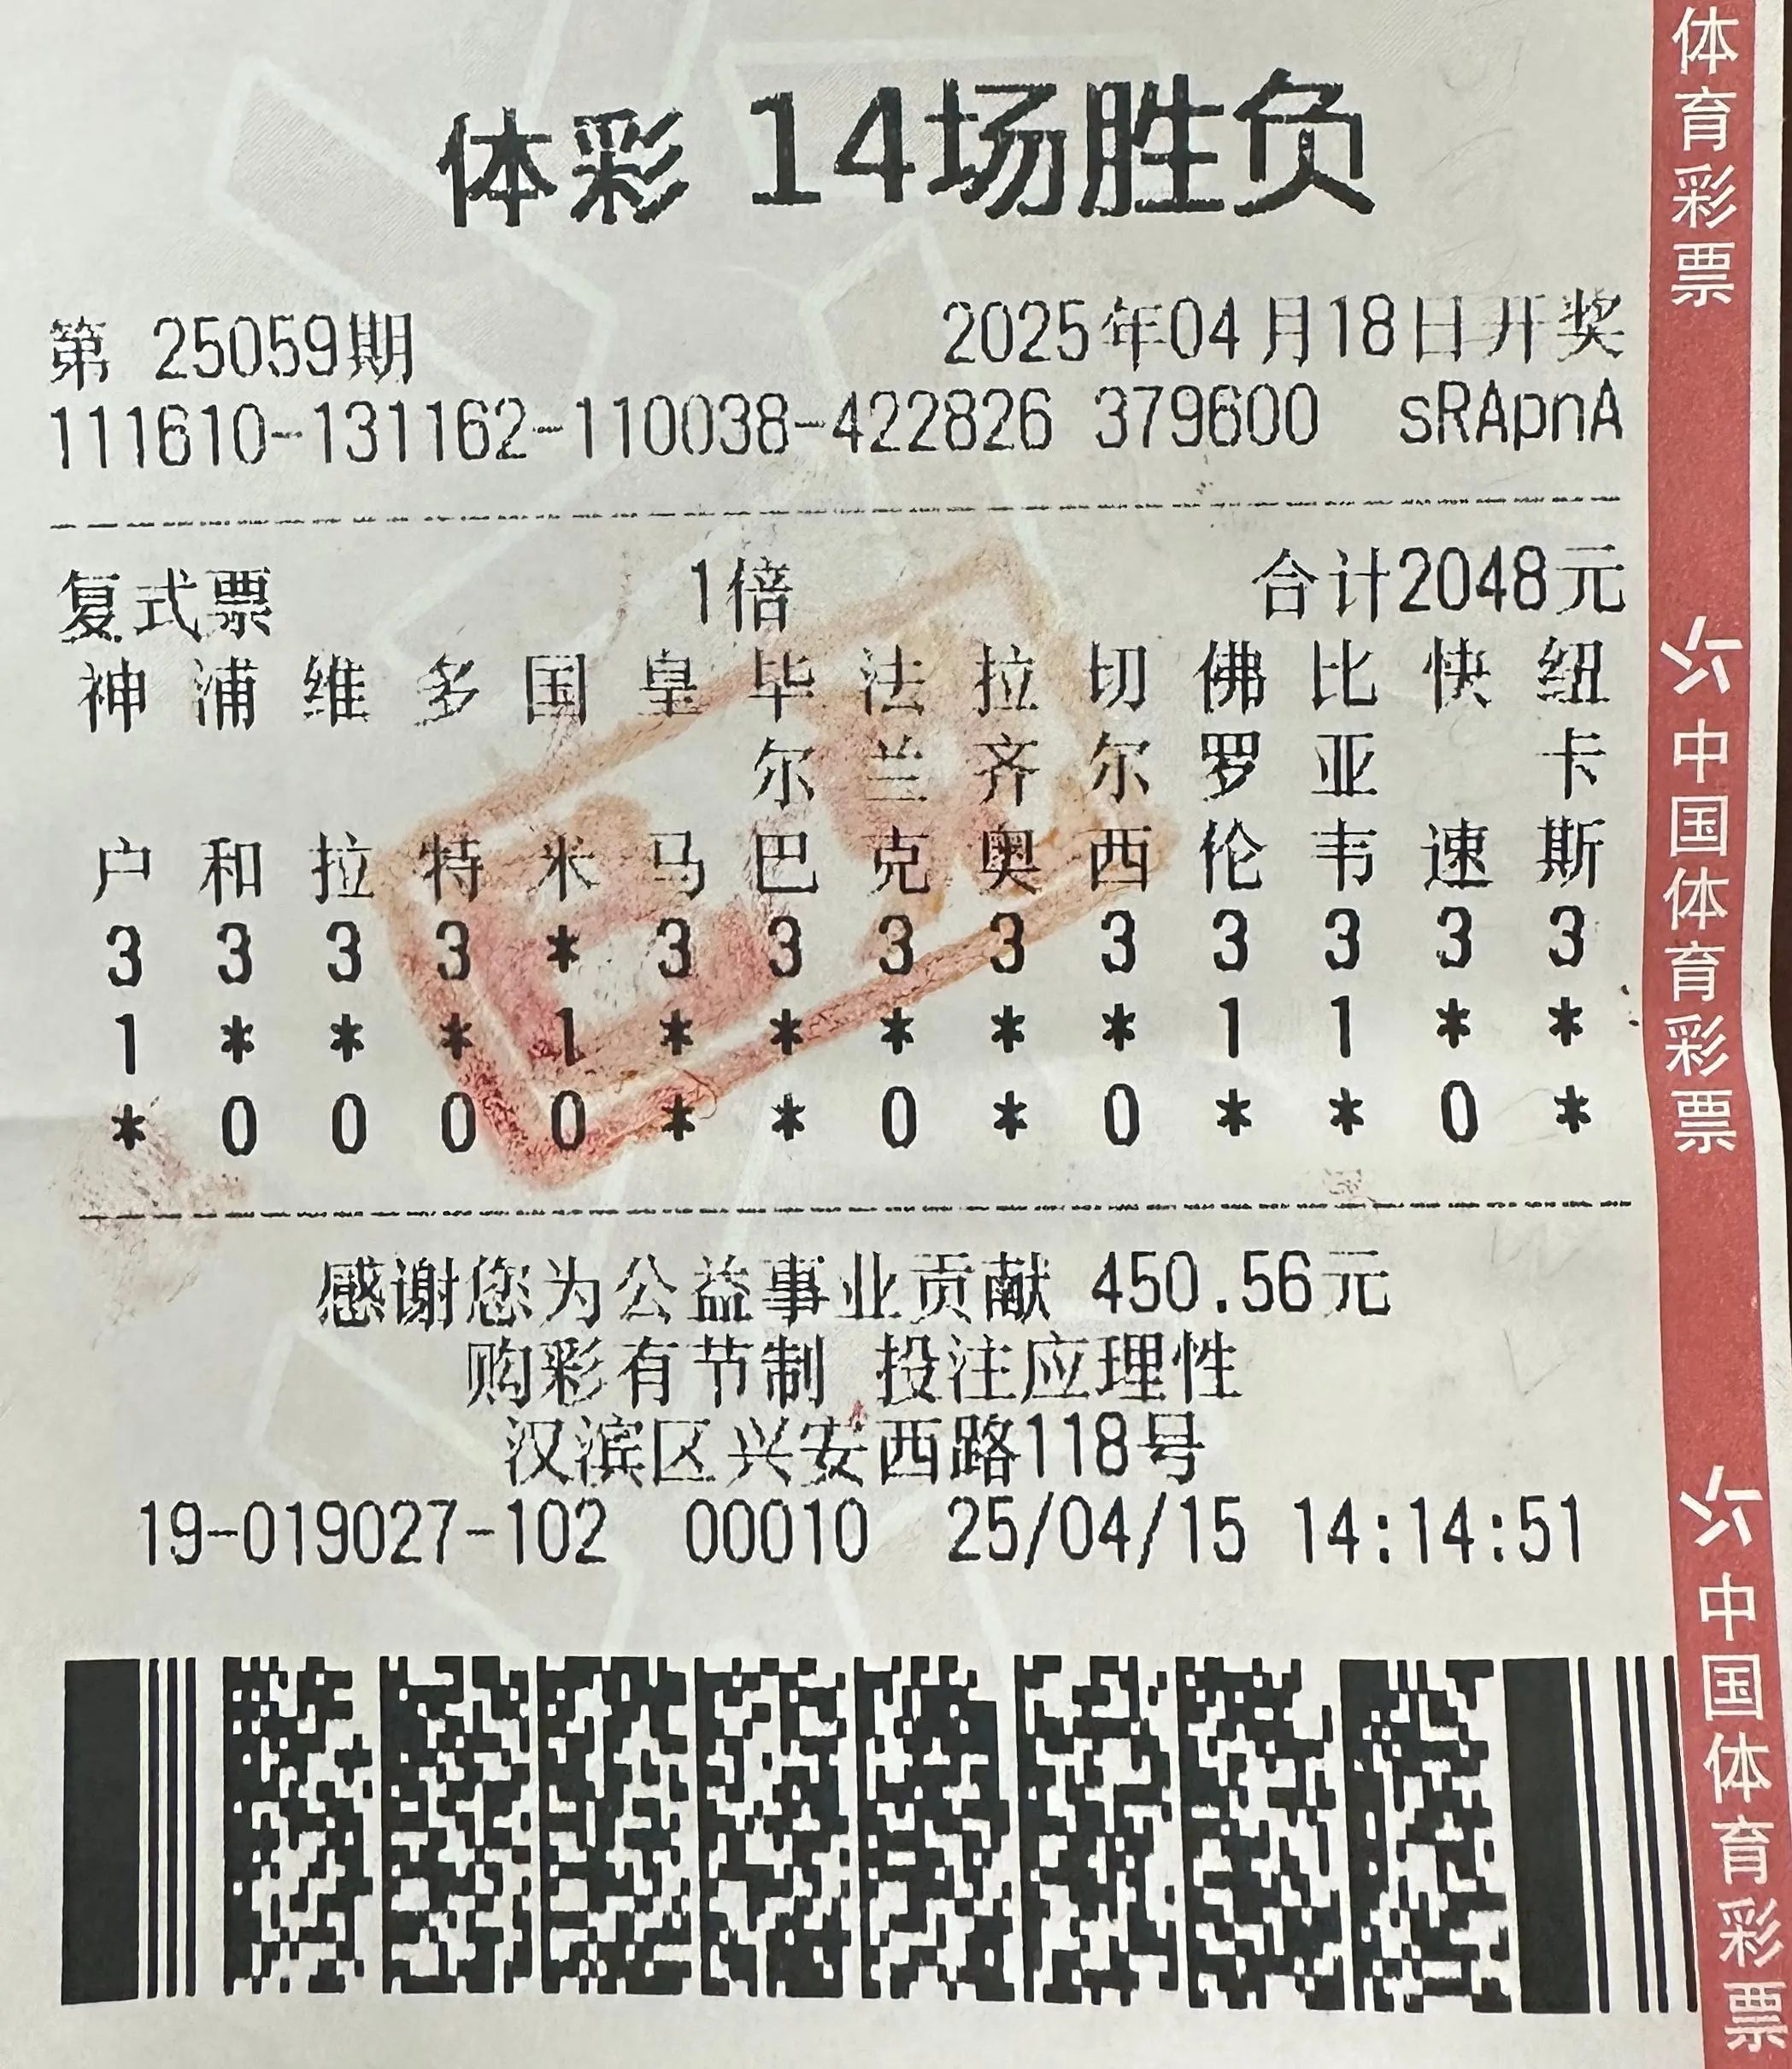 体彩 14场胜负
第 25059期 2025年04月18日开奖
111610-131162-110038-422826 379600 sRApnA
复式票 1倍 合计2048元
神 浦 维 多 国 皇 毕 法 拉 切 佛 比 快 纽
尔 兰 齐 尔 罗 亚 卡
户 和 拉 特 米 马 巴 克 奥 西 伦 韦 速 斯
3 3 3 3 * 3 3 3 3 3 3 3 3 3
1 * * * 1 * * * * * 1 1 * *
* 0 0 0 0 * * 0 * 0 * * 0 *
感谢您为公益事业贡献 450.56元
购彩有节制 投注应理性
汉滨区兴安西路118号
19-019027-102 00010 25/04/15 14:14:51
体育彩票
中国体育彩票
中国体育彩票